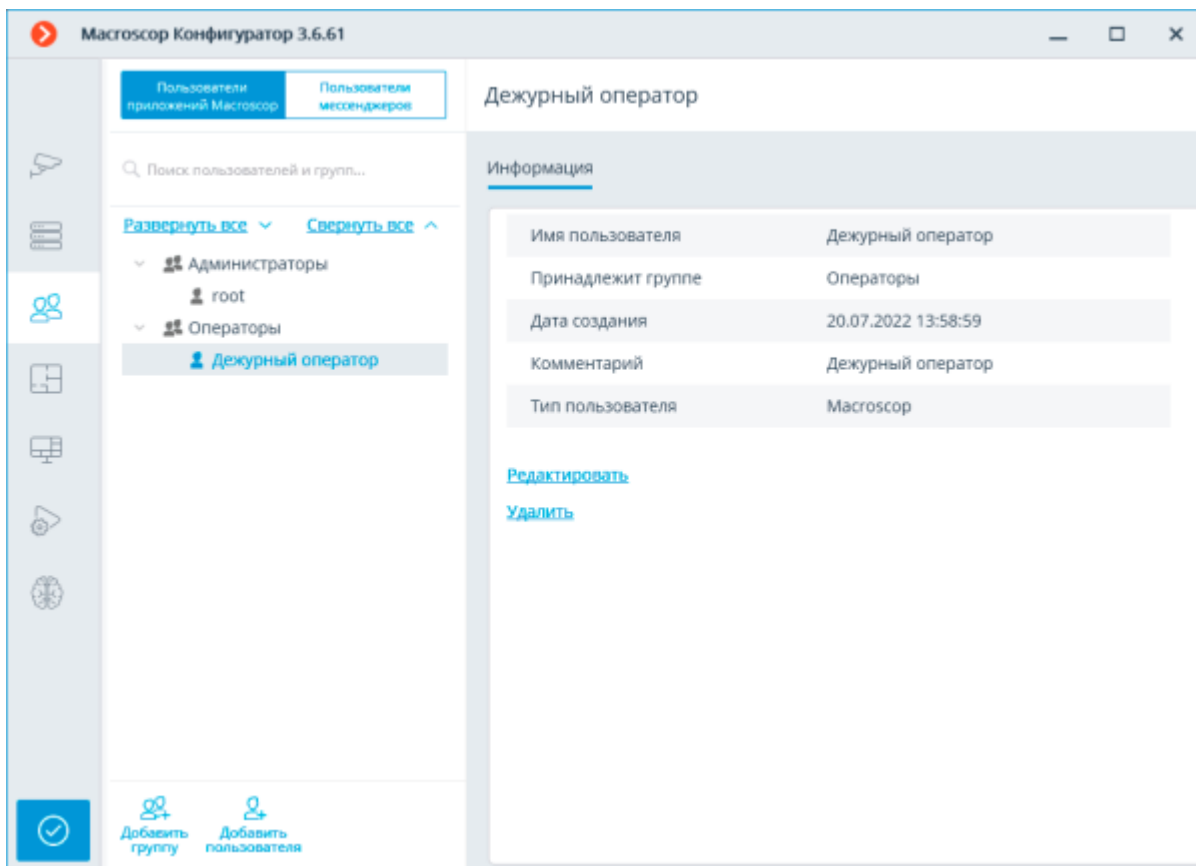 Macroscop Конфигуратор 3.6.61
Пользователи
приложений Macroscop
Пользователи
мессенджеров
Поиск пользователей и групп...
Развернуть все
Свернуть все
Администраторы
root
Операторы
Дежурный оператор
Добавить
группу
Добавить
пользователя
Дежурный оператор
Информация
Имя пользователя Дежурный оператор
Принадлежит группе Операторы
Дата создания 20.07.2022 13:58:59
Комментарий Дежурный оператор
Тип пользователя Macroscop
Редактировать
Удалить